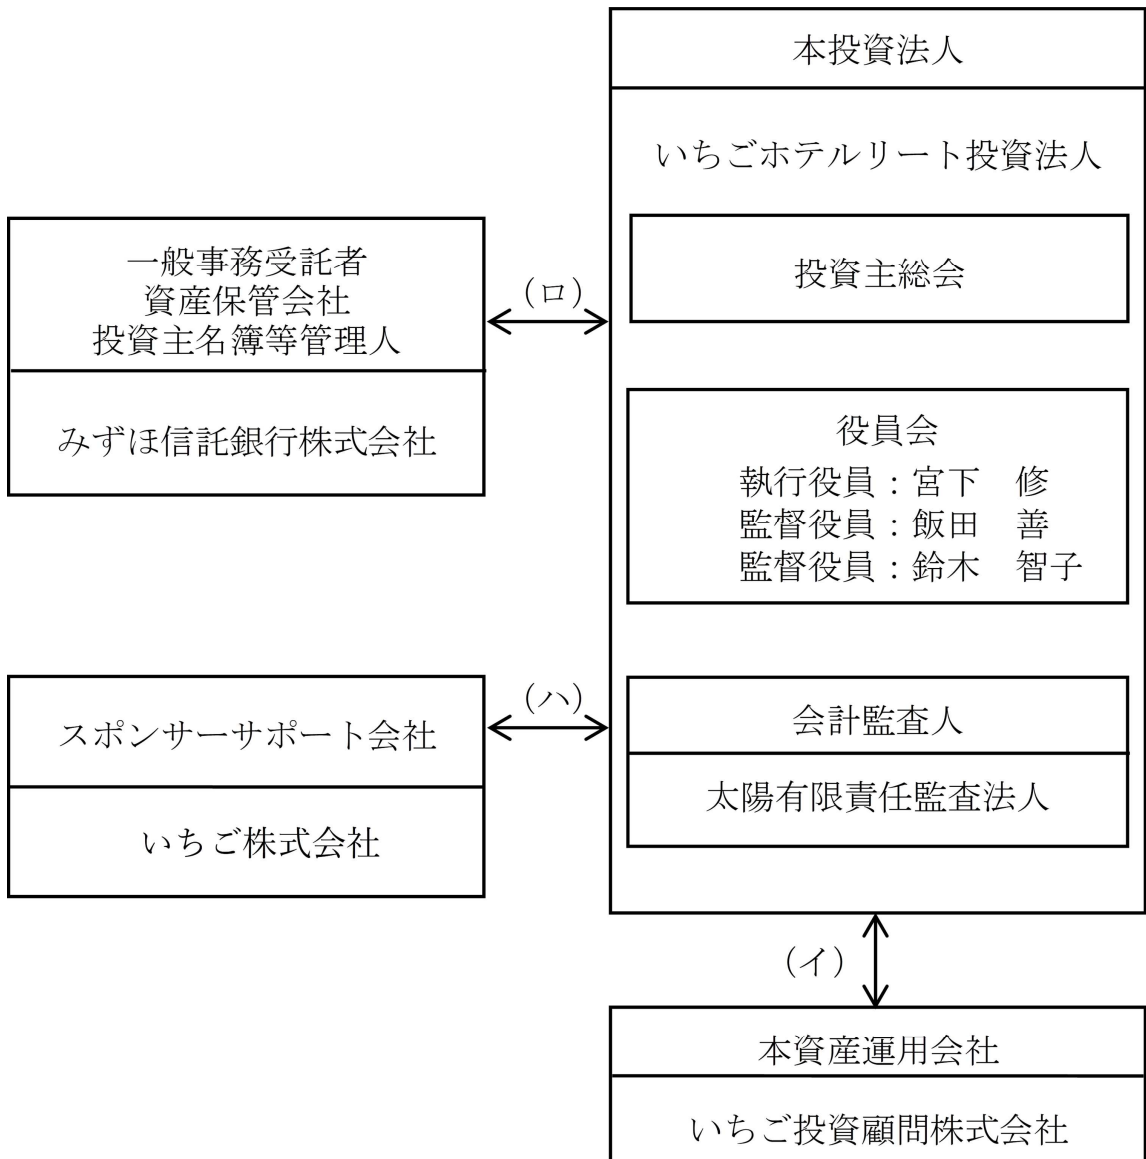 本投資法人
いちごホテルリート投資法人
投資主総会
一般事務受託者
資産保管会社
投資主名簿等管理人
(ロ)
みずほ信託銀行株式会社
役員会
執行役員：宮下　修
監督役員：飯田　善
監督役員：鈴木　智子
スポンサーサポート会社
(ハ)
いちご株式会社
会計監査人
太陽有限責任監査法人
(イ)
本資産運用会社
いちご投資顧問株式会社